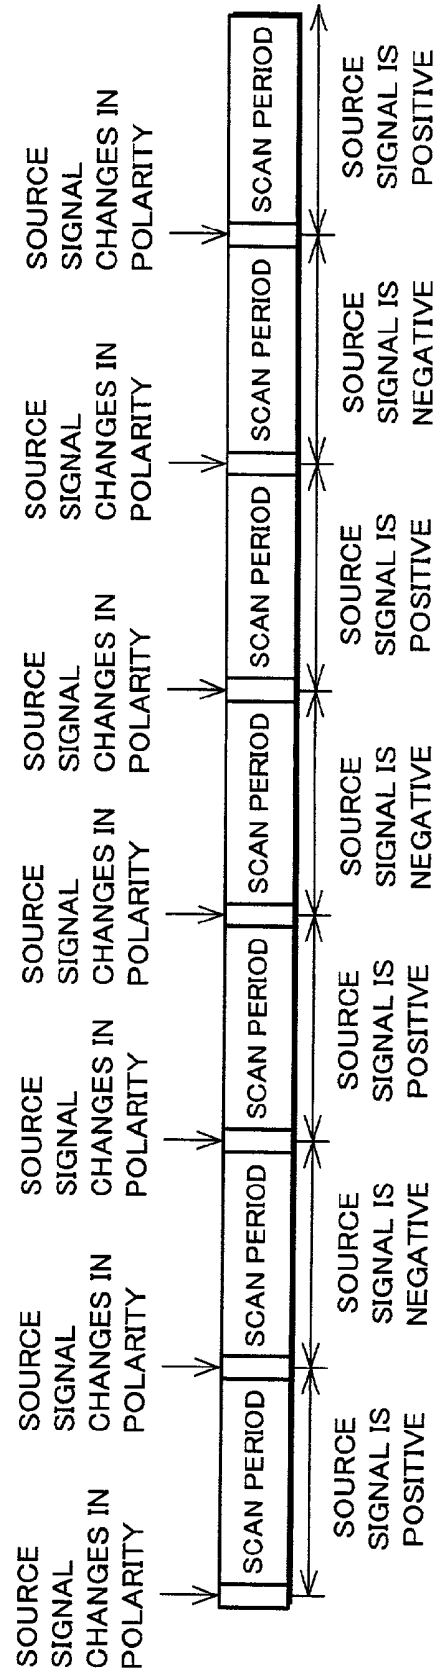 SOURCE
SIGNAL
CHANGES IN
POLARITY
SOURCE
SIGNAL
CHANGES IN
POLARITY
SOURCE
SIGNAL
CHANGES IN
POLARITY
SOURCE
SIGNAL
CHANGES IN
POLARITY
SOURCE
SIGNAL
CHANGES IN
POLARITY
SOURCE
SIGNAL
CHANGES IN
POLARITY
SOURCE
SIGNAL
CHANGES IN
POLARITY
SCAN PERIOD
SCAN PERIOD
SCAN PERIOD
SCAN PERIOD
SCAN PERIOD
SCAN PERIOD
SCAN PERIOD
SOURCE
SIGNAL IS
POSITIVE
SOURCE
SIGNAL IS
NEGATIVE
SOURCE
SIGNAL IS
POSITIVE
SOURCE
SIGNAL IS
NEGATIVE
SOURCE
SIGNAL IS
POSITIVE
SOURCE
SIGNAL IS
NEGATIVE
SOURCE
SIGNAL IS
POSITIVE